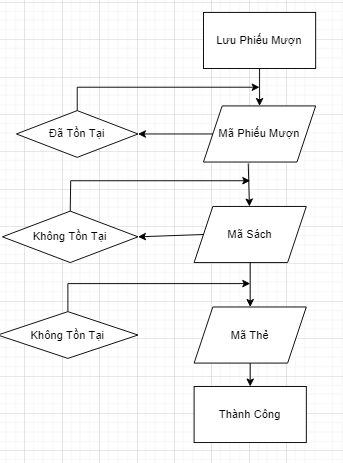 Lưu Phiếu Mượn
Đã Tồn Tại
Mã Phiếu Mượn
Không Tồn Tại
Mã Sách
Không Tồn Tại
Mã Thẻ
Thành Công